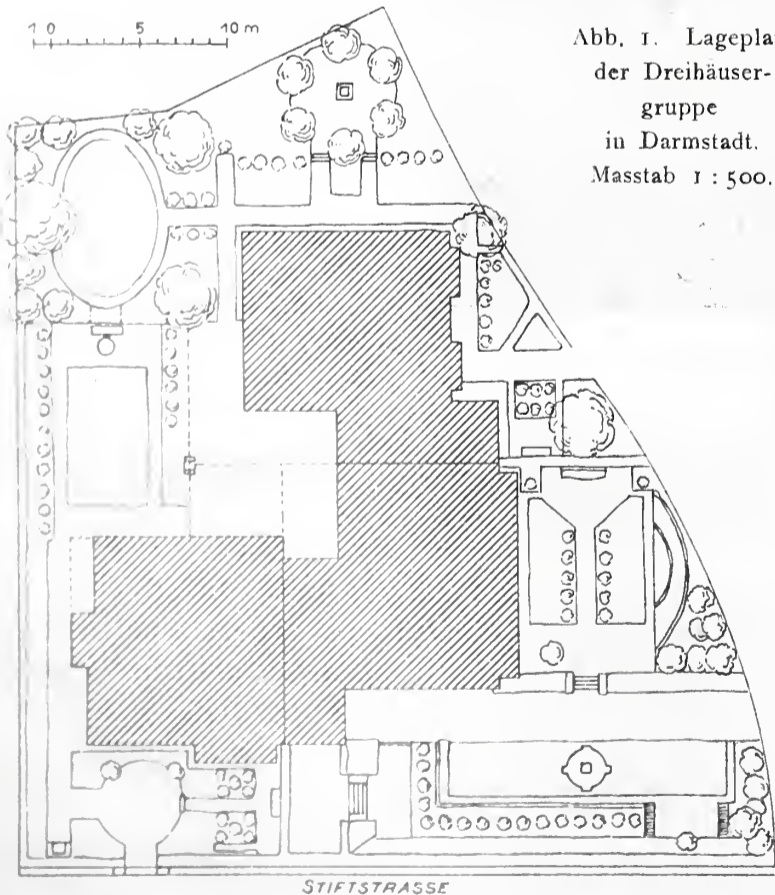 1 0 5 10 m
Abb. 1. Lageplan
der Dreihäuser-
gruppe
in Darmstadt.
Masstab 1 : 500.
STIFTSTRASSE